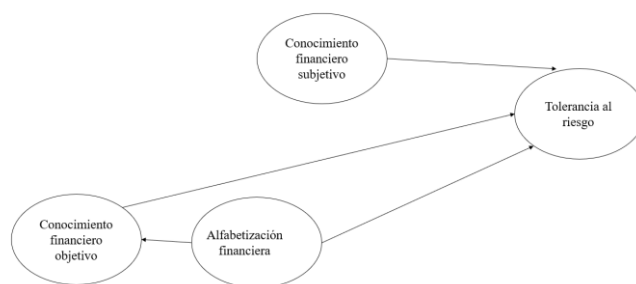 Conocimiento
financiero
subjetivo
Tolerancia al
riesgo
Conocimiento
financiero
objetivo
Alfabetización
financiera